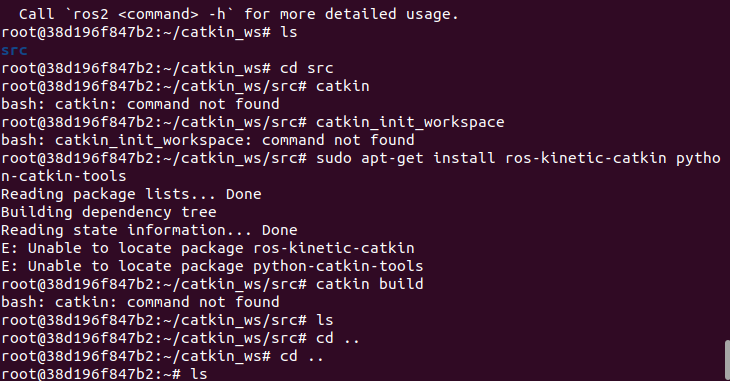 Call `ros2 <command> -h` for more detailed usage.
root@38d196f847b2:~/catkin_ws# ls
src
root@38d196f847b2:~/catkin_ws# cd src
root@38d196f847b2:~/catkin_ws/src# catkin
bash: catkin: command not found
root@38d196f847b2:~/catkin_ws/src# catkin_init_workspace
bash: catkin_init_workspace: command not found
root@38d196f847b2:~/catkin_ws/src# sudo apt-get install ros-kinetic-catkin pytho
n-catkin-tools
Reading package lists... Done
Building dependency tree
Reading state information... Done
E: Unable to locate package ros-kinetic-catkin
E: Unable to locate package python-catkin-tools
root@38d196f847b2:~/catkin_ws/src# catkin build
bash: catkin: command not found
root@38d196f847b2:~/catkin_ws/src# ls
root@38d196f847b2:~/catkin_ws/src# cd ..
root@38d196f847b2:~/catkin_ws# cd ..
root@38d196f847b2:~# ls